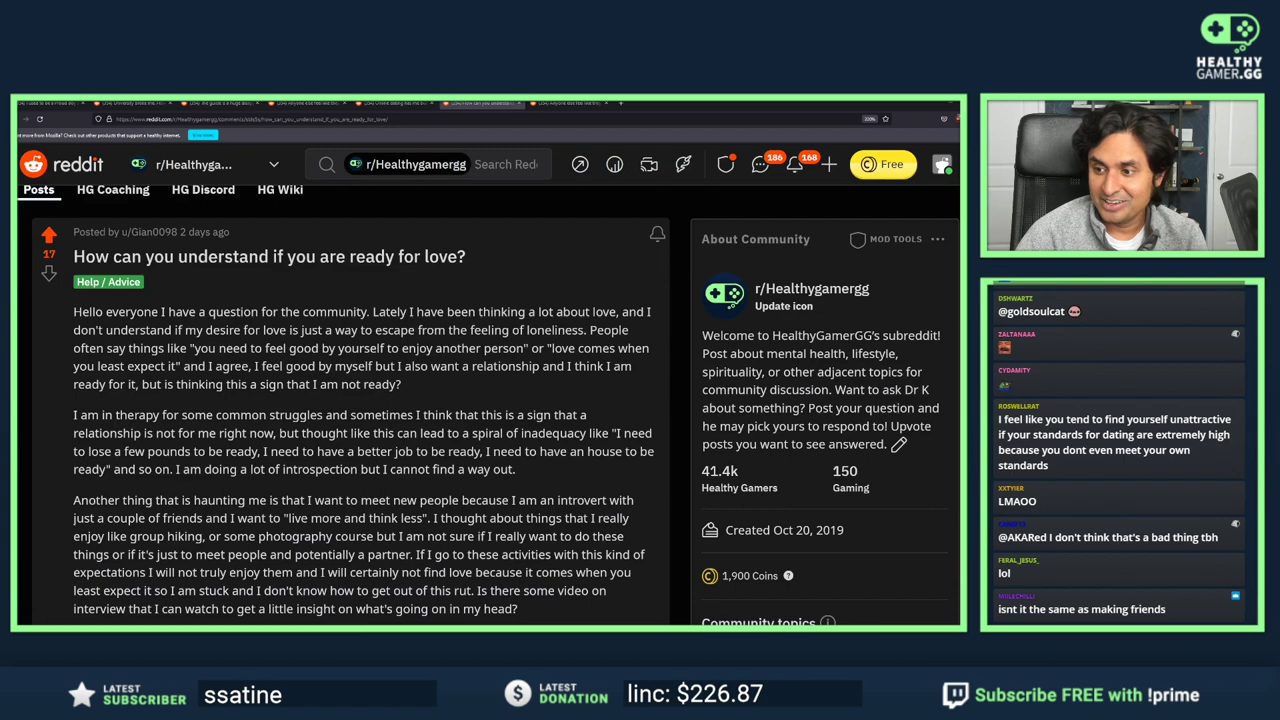 HEALTHY
GAMER.GG
https://www.reddit.com/r/Healthygamergg/comments/
how_can_you_understand_if_you_are_ready_for_love/
more from Mozilla? Check out other products that support a healthy internet.
reddit
r/Healthyga...
r/Healthygamergg Search Red
186
168
Free
Posts
HG Coaching
HG Discord
HG Wiki
Posted by u/Gian0098 2 days ago
17
How can you understand if you are ready for love?
Help / Advice
Hello everyone I have a question for the community. Lately I have been thinking a lot about love, and I
don't understand if my desire for love is just a way to escape from the feeling of loneliness. People
often say things like "you need to feel good by yourself to enjoy another person" or "love comes when
you least expect it" and I agree, I feel good by myself but I also want a relationship and I think I am
ready for it, but is thinking this a sign that I am not ready?
I am in therapy for some common struggles and sometimes I think that this is a sign that a
relationship is not for me right now, but thought like this can lead to a spiral of inadequacy like "I need
to lose a few pounds to be ready, I need to have a better job to be ready, I need to have an house to be
ready" and so on. I am doing a lot of introspection but I cannot find a way out.
Another thing that is haunting me is that I want to meet new people because I am an introvert with
just a couple of friends and I want to "live more and think less". I thought about things that I really
enjoy like group hiking, or some photography course but I am not sure if I really want to do these
things or if it's just to meet people and potentially a partner. If I go to these activities with this kind of
expectations I will not truly enjoy them and I will certainly not find love because it comes when you
least expect it so I am stuck and I don't know how to get out of this rut. Is there some video on
interview that I can watch to get a little insight on what's going on in my head?
About Community
MOD TOOLS
r/Healthygamergg
Update icon
Welcome to HealthyGamerGG's subreddit!
Post about mental health, lifestyle,
spirituality, or other adjacent topics for
community discussion. Want to ask Dr K
about something? Post your question and
he may pick yours to respond to! Upvote
posts you want to see answered.
41.4k
Healthy Gamers
150
Gaming
Created Oct 20, 2019
1,900 Coins
Community topics
DSHWARTZ
@goldsoulcat
ZALTANAAA
CYDAMITY
ROSWELLRAT
I feel like you tend to find yourself unattractive
if your standards for dating are extremely high
because you dont even meet your own
standards
XXTYIER
LMAOO
@AKARed I don't think that's a bad thing tbh
FERAL_JESUS_
lol
isnt it the same as making friends
LATEST
SUBSCRIBER
ssatine
LATEST
DONATION
linc: $226.87
Subscribe FREE with !prime